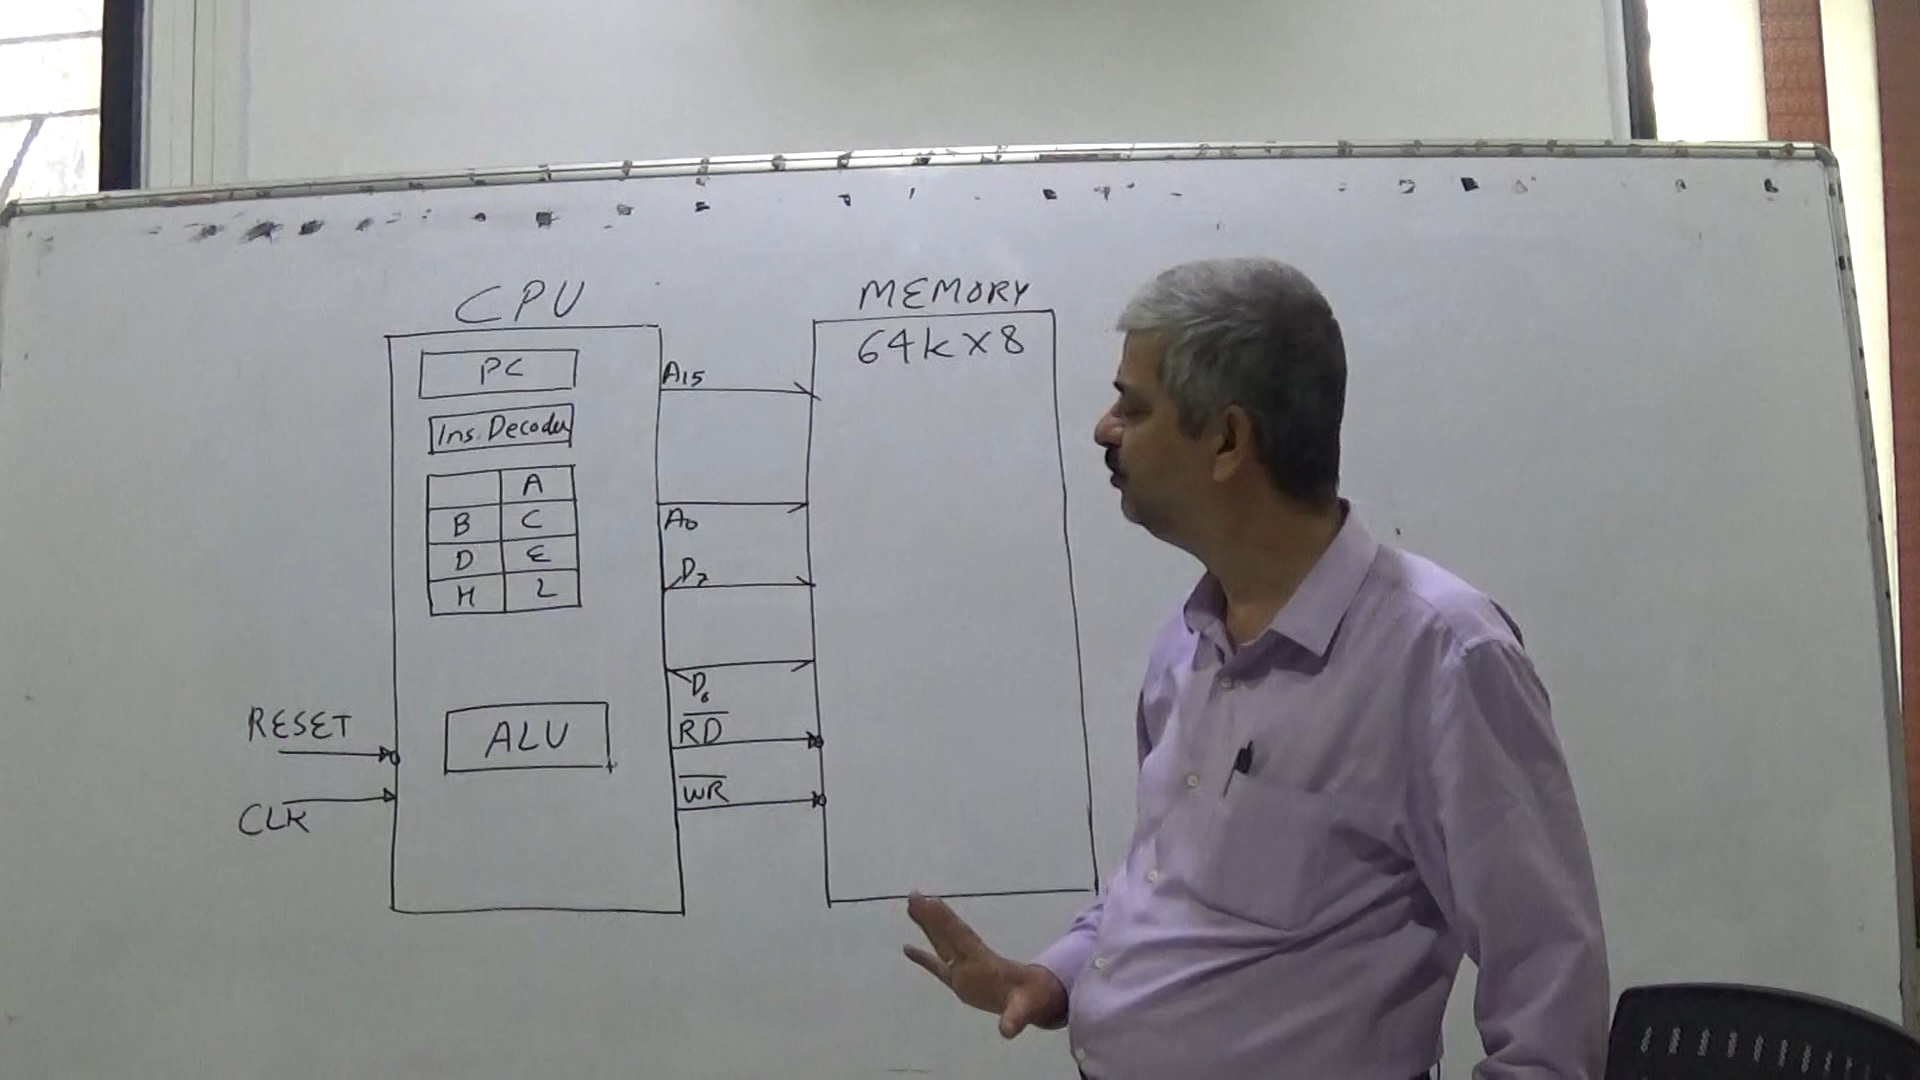 CPU
PC
Ins. Decoder
A
B C
D E
H L
ALU
RESET
CLK
A15
A0
D7
D0
RD
WR
MEMORY
64K X 8